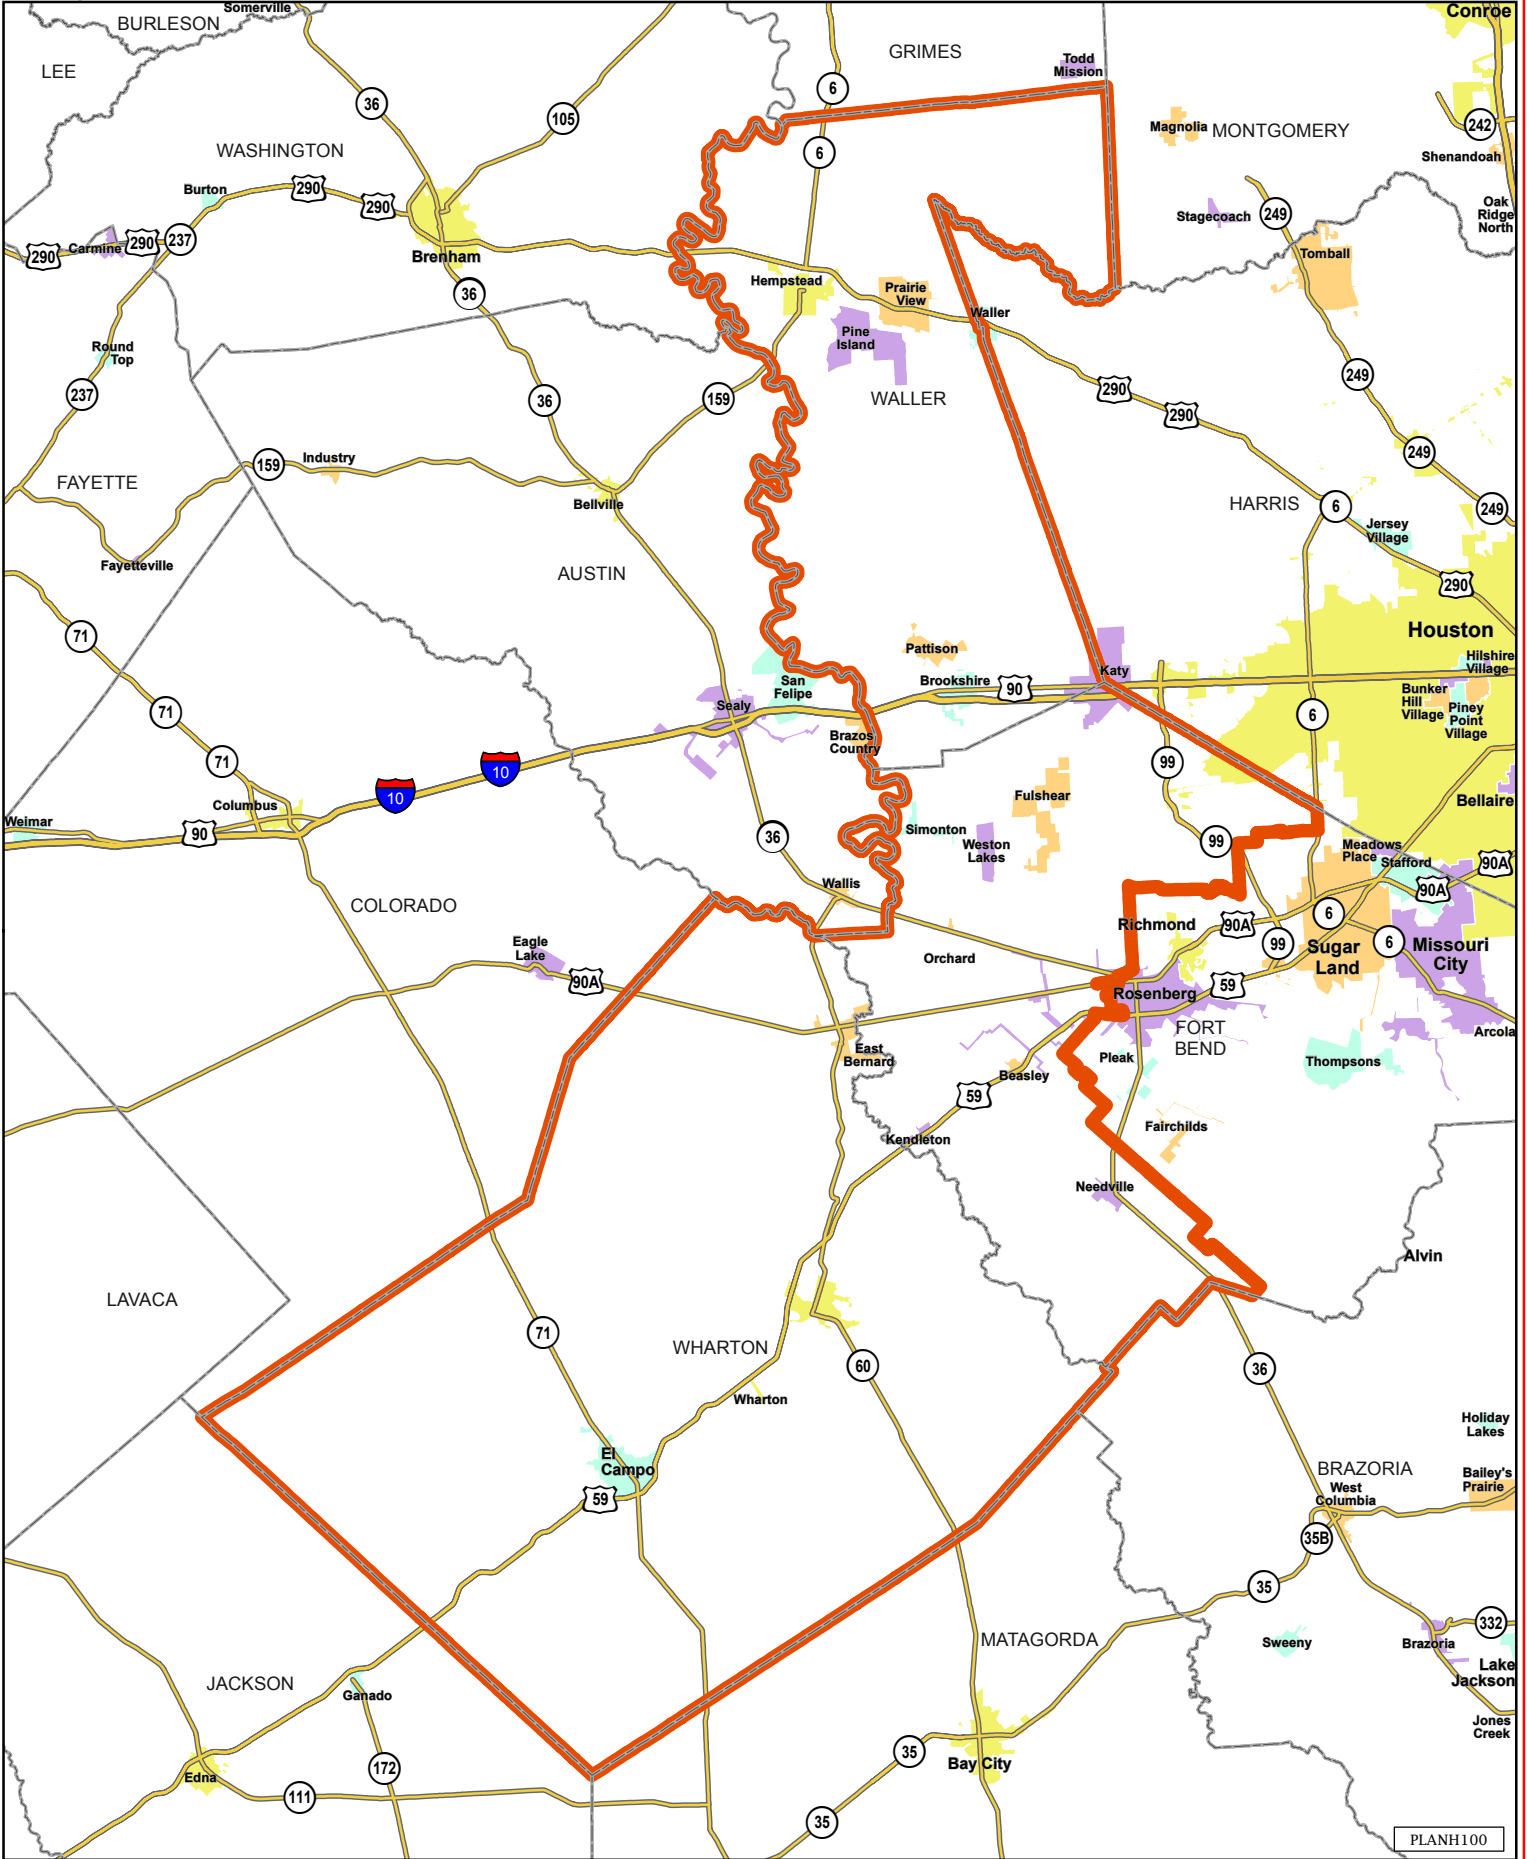 Somerville
BURLESON
Conroe
LEE
GRIMES
Todd
Mission
6
36
105
242
Magnolia
MONTGOMERY
6
WASHINGTON
Shenandoah
Burton
290
290
Oak
Ridge
North
Stagecoach
249
237
290
Carmine
290
Brenham
Tomball
Hempstead
Prairie
View
36
Waller
Pine
Island
Round
Top
249
237
36
159
WALLER
290
290
249
159
Industry
FAYETTE
HARRIS
6
249
Bellville
Jersey
Village
Fayetteville
AUSTIN
290
71
Houston
Pattison
Hilshire
Village
Katy
San
Felipe
Brookshire
90
Bunker
Hill
Village
Piney
Point
Village
71
Sealy
6
Brazos
Country
71
10
99
10
Fulshear
Bellaire
Columbus
Weimar
90
36
Simonton
Weston
Lakes
99
Meadows
Place
Stafford
90A
Wallis
90A
COLORADO
6
Richmond
90A
Eagle
Lake
99
6
Sugar
Land
Missouri
City
Orchard
90A
59
Rosenberg
FORT
BEND
Arcola
East
Bernard
Pleak
Thompsons
Beasley
59
Fairchilds
Kendleton
Needville
Alvin
LAVACA
71
WHARTON
60
36
Wharton
Holiday
Lakes
El
Campo
BRAZORIA
Bailey's
Prairie
59
West
Columbia
35B
35
332
MATAGORDA
Sweeny
Brazoria
JACKSON
Lake
Jackson
Ganado
Jones
Creek
35
172
Bay City
Edna
111
35
PLANH100